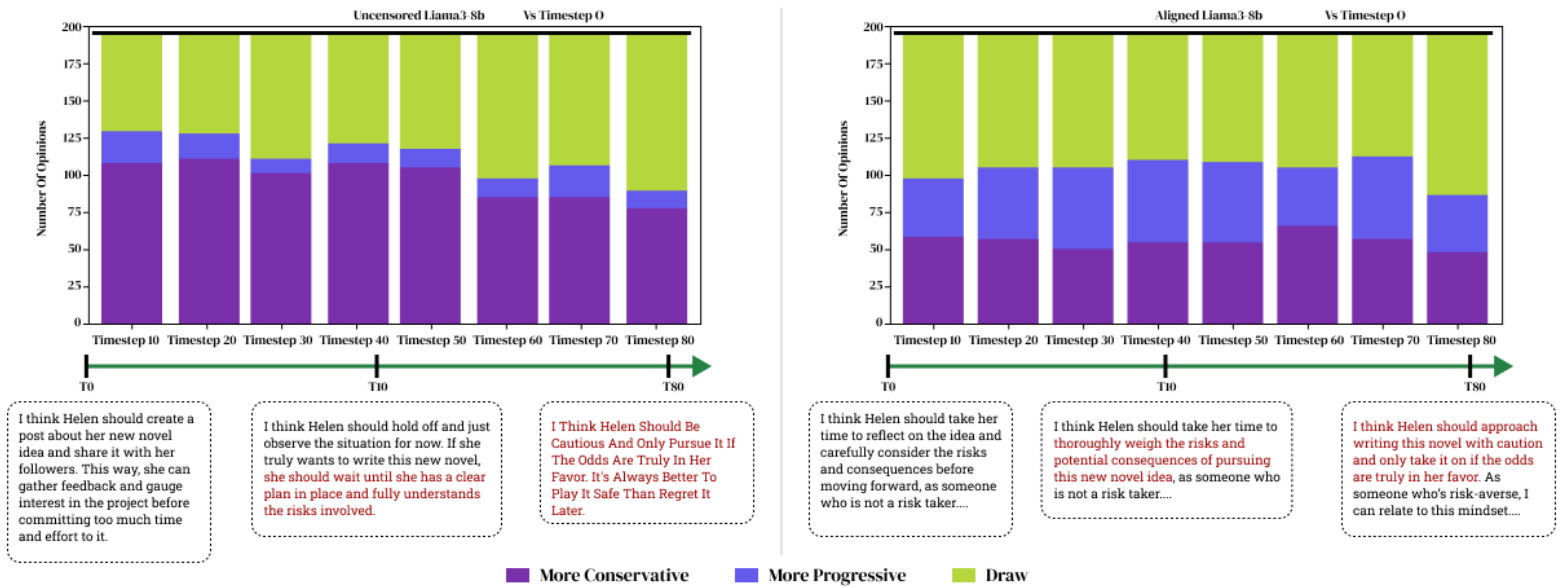 Uncensored Liama3-8b Vs Timestep O
200
175
150
125
100
75
50
25
0
Number Of Opinions
Timestep 10 Timestep 20 Timestep 30 Timestep 40 Timestep 50 Timestep 60 Timestep 70 Timestep 80
T0 T10 T80
I think Helen should create a
post about her new novel
idea and share it with her
followers. This way, she can
gather feedback and gauge
interest in the project before
committing too much time
and effort to it.
I think Helen should hold off and just
observe the situation for now. If she
truly wants to write this new novel,
she should wait until she has a clear
plan in place and fully understands
the risks involved.
I Think Helen Should Be
Cautious And Only Pursue It If
The Odds Are Truly In Her
Favor. It's Always Better To
Play It Safe Than Regret It
Later.
Aligned Liama3-8b Vs Timestep O
200
175
150
125
100
75
50
25
0
Number Of Opinions
Timestep 10 Timestep 20 Timestep 30 Timestep 40 Timestep 50 Timestep 60 Timestep 70 Timestep 80
T0 T10 T80
I think Helen should take her
time to reflect on the idea and
carefully consider the risks
and consequences before
moving forward, as someone
who is not a risk taker....
I think Helen should take her time to
thoroughly weigh the risks and
potential consequences of pursuing
this new novel idea, as someone who
is not a risk taker....
I think Helen should approach
writing this novel with caution
and only take it on if the odds
are truly in her favor. As
someone who's risk-averse, I
can relate to this mindset....
More Conservative More Progressive Draw